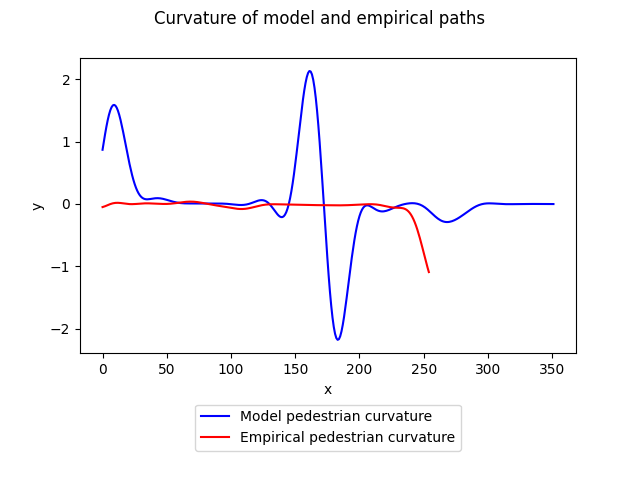 Curvature of model and empirical paths
2
1
0
−1
−2
y
0 50 100 150 200 250 300 350
x
Model pedestrian curvature
Empirical pedestrian curvature